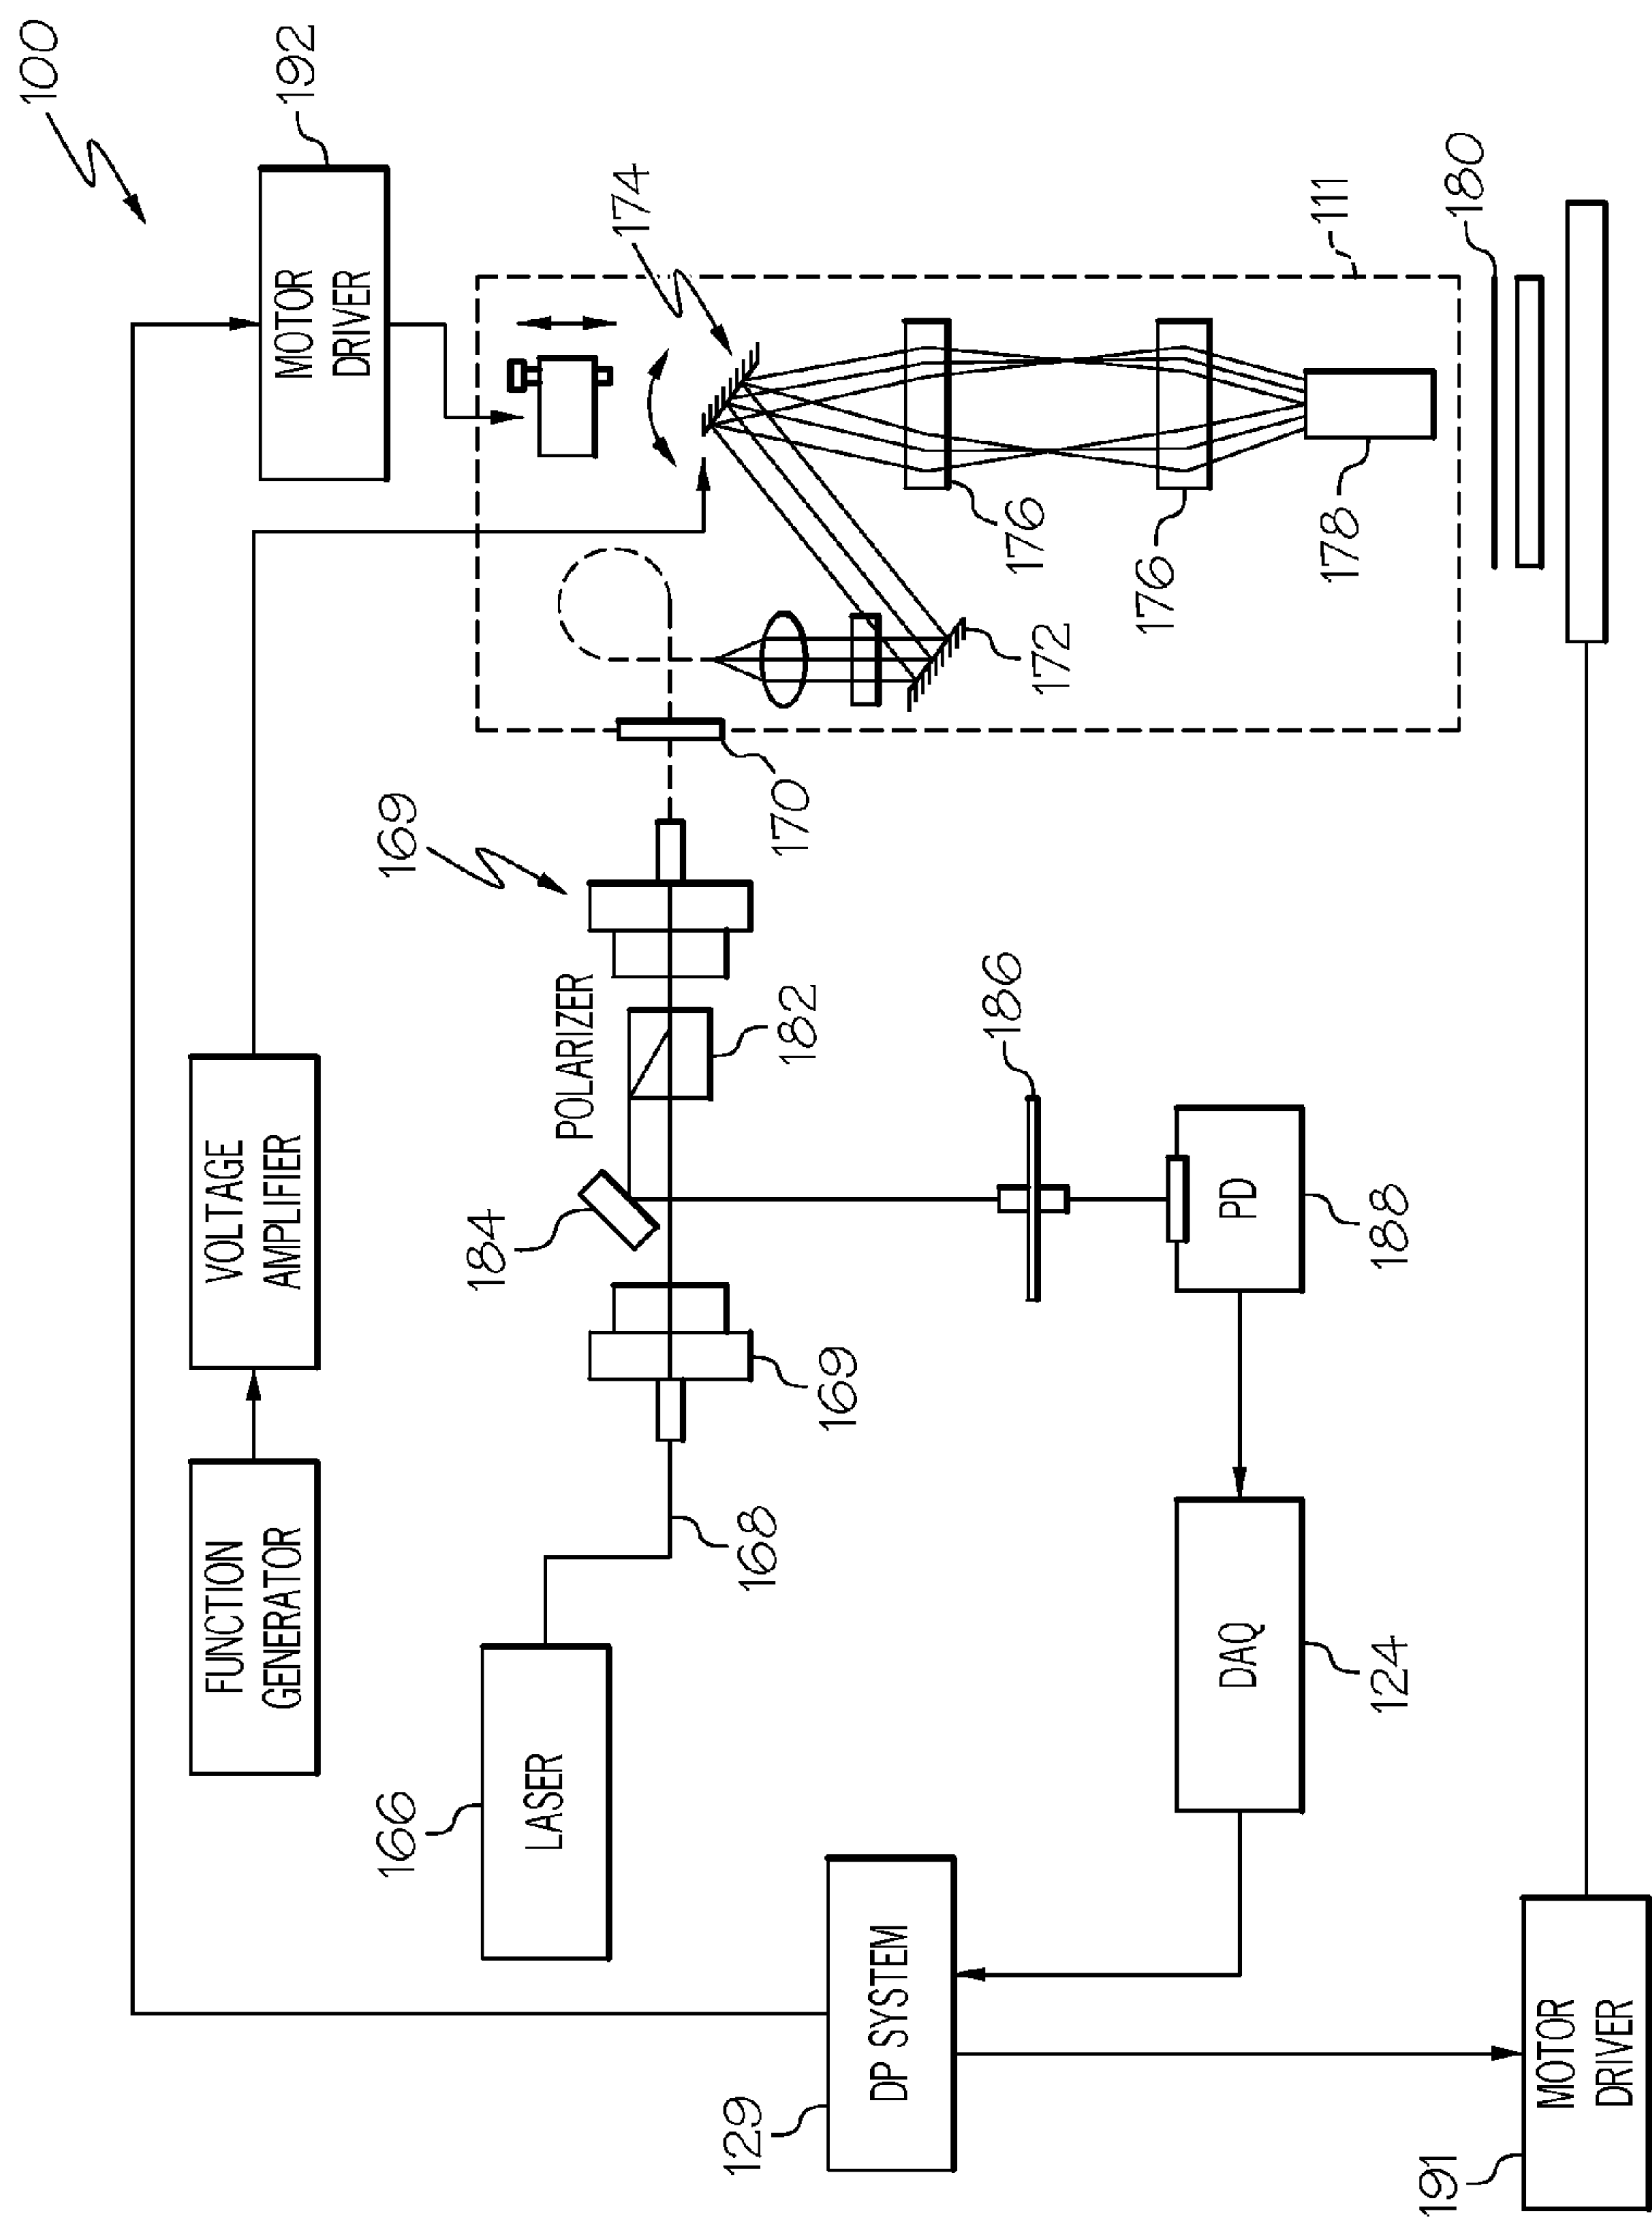 100
192
FUNCTION
GENERATOR
VOLTAGE
AMPLIFIER
MOTOR
DRIVER
166
169
184
LASER
POLARIZER
174
129
168
170
182
169
DP SYSTEM
186
176
172
176
DAQ
PD
111
178
124
188
191
180
MOTOR
DRIVER